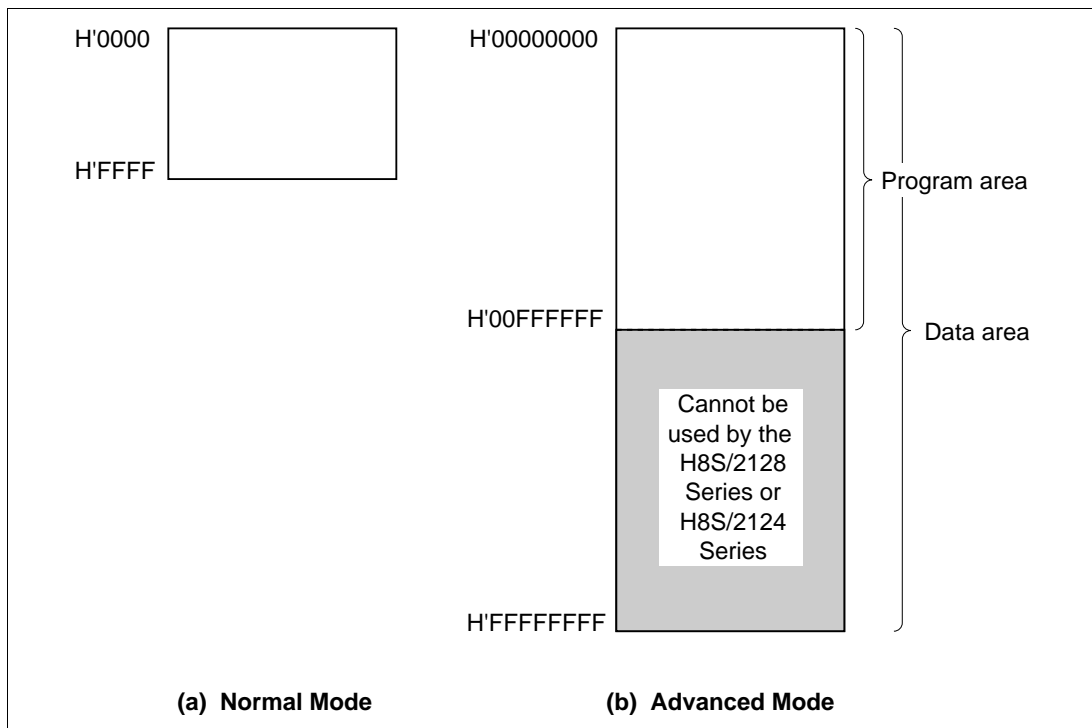 H'0000
H'FFFF
(a) Normal Mode
H'00000000
H'00FFFFFF
H'FFFFFFFF
Program area
Data area
Cannot be
used by the
H8S/2128
Series or
H8S/2124
Series
(b) Advanced Mode